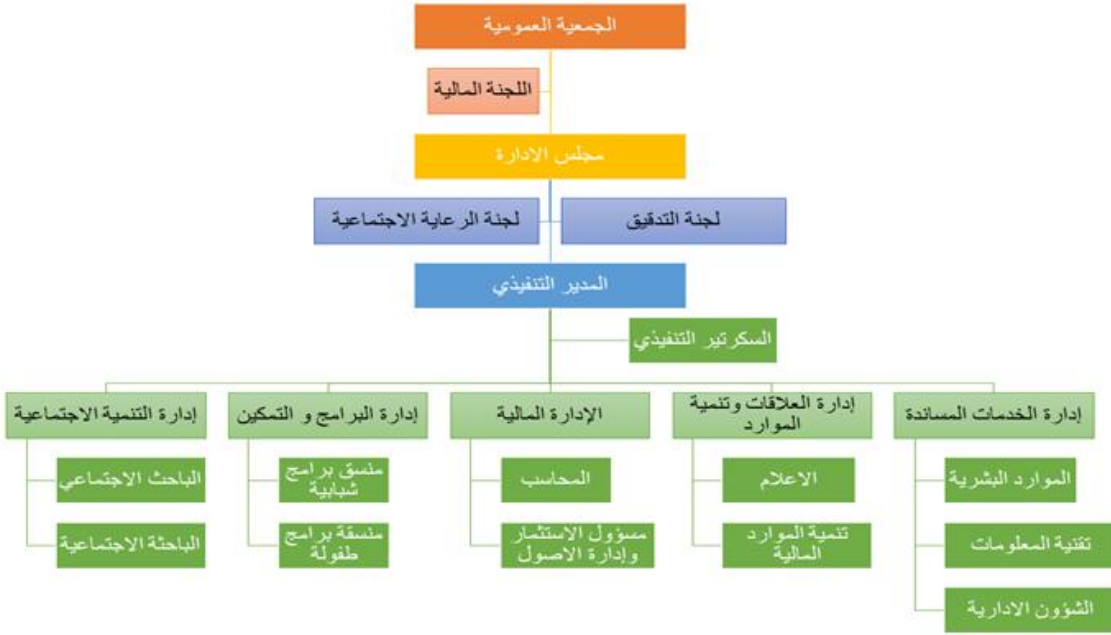 الجمعية العمومية
اللجنة المالية
مجلس الادارة
لجنة التدقيق
لجنة الرعاية الاجتماعية
المدير التنفيذي
السكرتير التنفيذي
إدارة الخدمات المساندة
إدارة العلاقات وتنمية
الموارد
الإدارة المالية
إدارة البرامج و التمكين
إدارة التنمية الاجتماعية
الموارد البشرية
الاعلام
المحاسب
منسق برامج
شبابية
الباحث الاجتماعي
تقنية المعلومات
تنمية الموارد
المالية
مسؤول الاستثمار
وإدارة الاصول
منسقة برامج
طفولة
الباحثة الاجتماعية
الشؤون الادارية